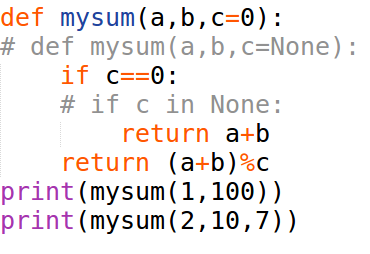 def mysum(a,b,c=0):
# def mysum(a,b,c=None):
    if c==0:
    # if c in None:
        return a+b
    return (a+b)%c
print(mysum(1,100))
print(mysum(2,10,7))